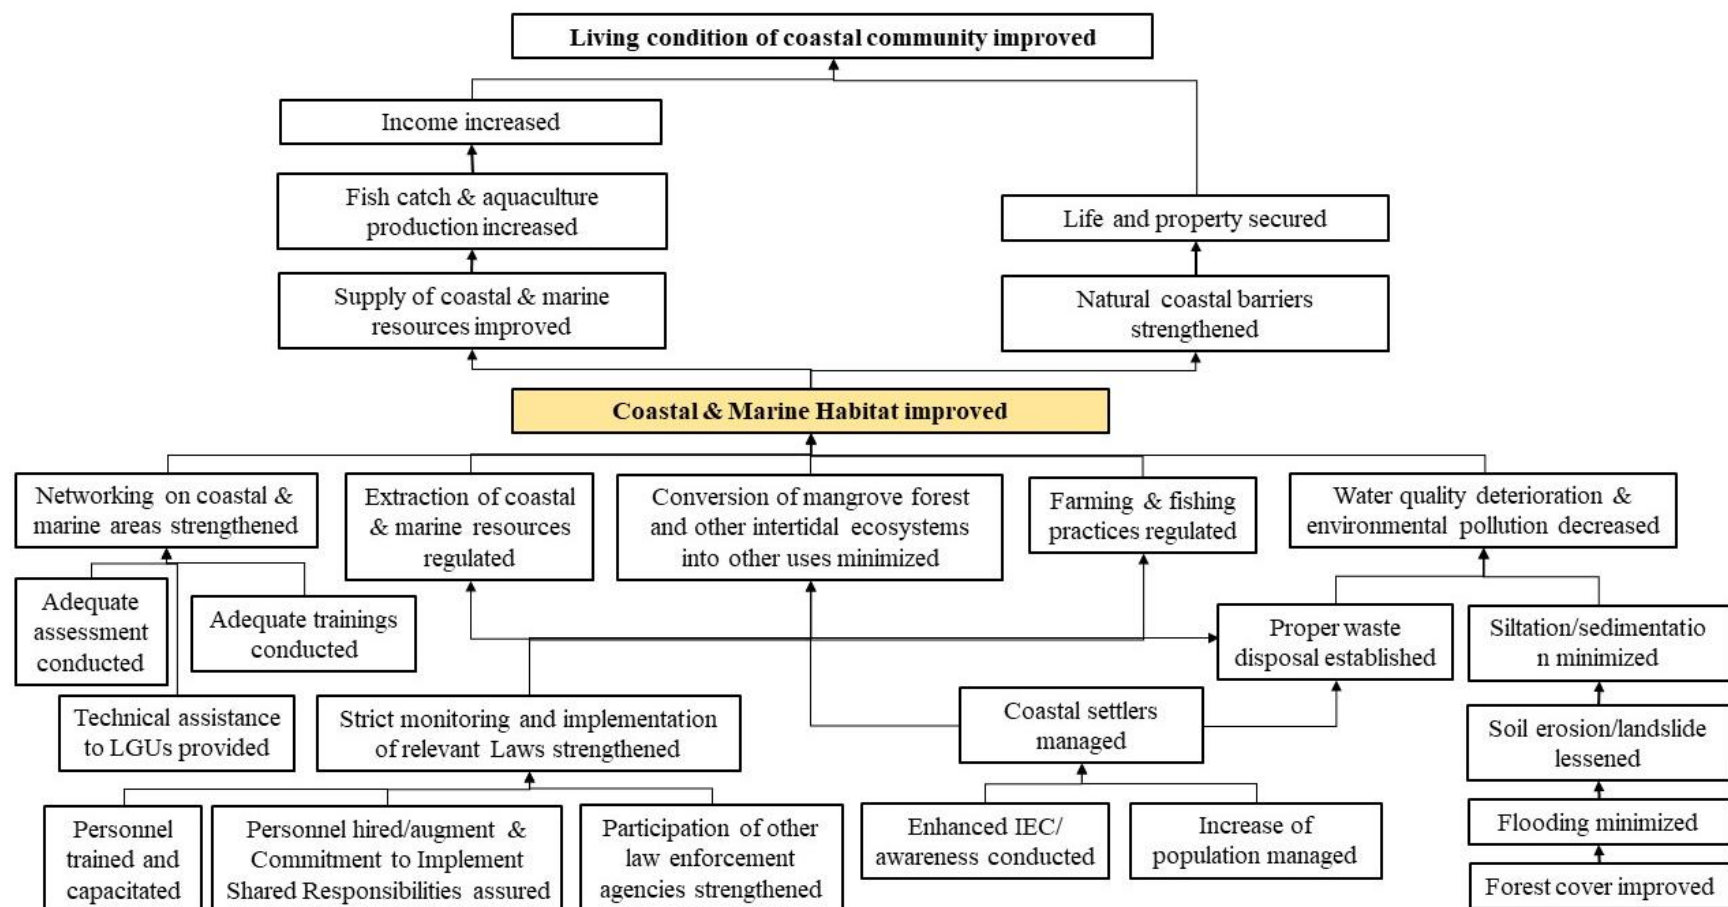 Living condition of coastal community improved
Income increased
Fish catch & aquaculture
production increased
Life and property secured
Supply of coastal & marine
resources improved
Natural coastal barriers
strengthened
Coastal & Marine Habitat improved
Networking on coastal &
marine areas strengthened
Extraction of coastal
& marine resources
regulated
Conversion of mangrove forest
and other intertidal ecosystems
into other uses minimized
Farming & fishing
practices regulated
Water quality deterioration &
environmental pollution decreased
Adequate
assessment
conducted
Adequate trainings
conducted
Proper waste
disposal established
Siltation/sedimentatio
n minimized
Technical assistance
to LGUs provided
Strict monitoring and implementation
of relevant Laws strengthened
Coastal settlers
managed
Soil erosion/landslide
lessened
Personnel
trained and
capacitated
Personnel hired/augment &
Commitment to Implement
Shared Responsibilities assured
Participation of other
law enforcement
agencies strengthened
Enhanced IEC/
awareness conducted
Increase of
population managed
Flooding minimized
Forest cover improved